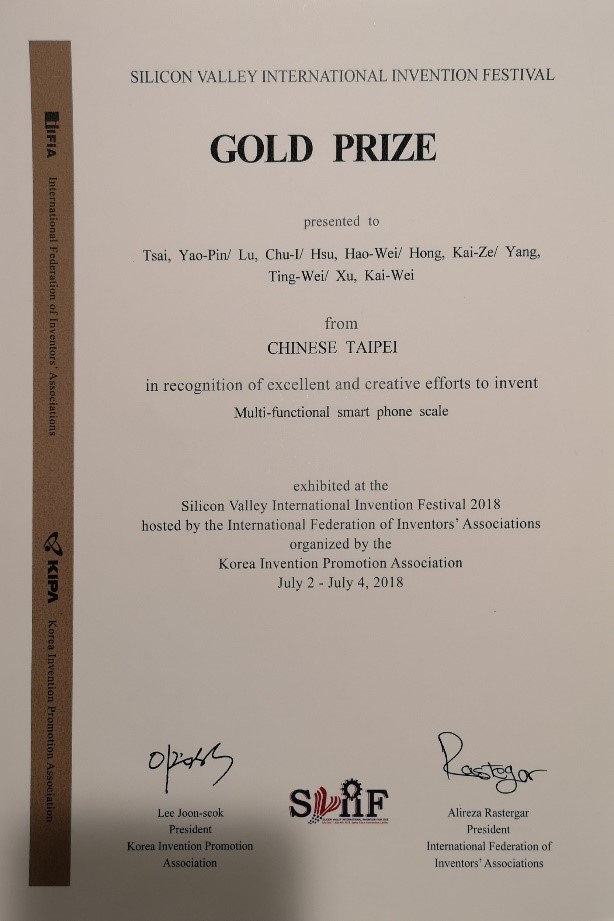 SILICON VALLEY INTERNATIONAL INVENTION FESTIVAL
GOLD PRIZE
presented to
Tsai, Yao-Pin/ Lu, Chu-I/ Hsu, Hao-Wei/ Hong, Kai-Ze/ Yang,
Ting-Wei/ Xu, Kai-Wei
from
CHINESE TAIPEI
in recognition of excellent and creative efforts to invent
Multi-functional smart phone scale
exhibited at the
Silicon Valley International Invention Festival 2018
hosted by the International Federation of Inventors' Associations
organized by the
Korea Invention Promotion Association
July 2 - July 4, 2018
IFIA International Federation of Inventors' Associations
KIPA Korea Invention Promotion Association
Lee Joon-seok
President
Korea Invention Promotion
Association
SVIIF
Rastegar
Alireza Rastergar
President
International Federation of
Inventors' Associations